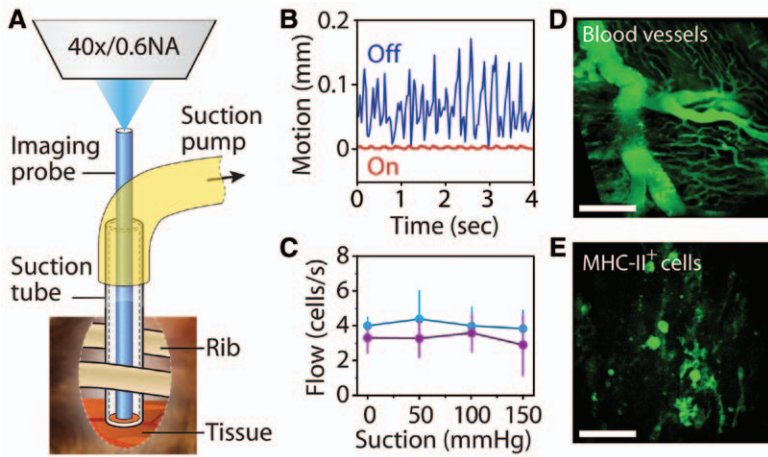 A
40x/0.6NA
Suction
pump
Imaging
probe
Suction
tube
Rib
Tissue
B
Motion (mm)
0.2
0.1
0
Off
On
0 1 2 3 4
Time (sec)
C
Flow (cells/s)
8
6
4
2
0
0 50 100 150
Suction (mmHg)
D
Blood vessels
E
MHC-II⁺ cells